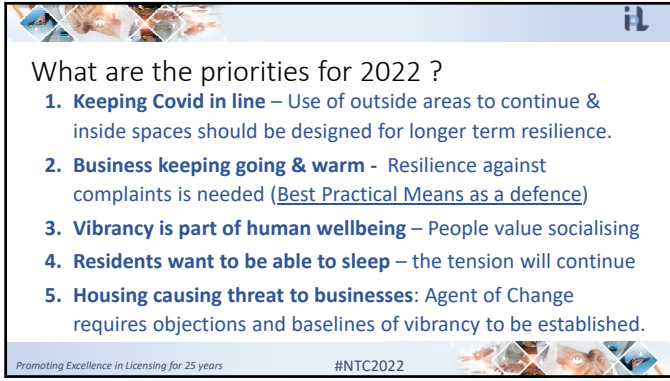 iL
What are the priorities for 2022 ?
1. Keeping Covid in line – Use of outside areas to continue &
inside spaces should be designed for longer term resilience.
2. Business keeping going & warm - Resilience against
complaints is needed (Best Practical Means as a defence)
3. Vibrancy is part of human wellbeing – People value socialising
4. Residents want to be able to sleep – the tension will continue
5. Housing causing threat to businesses: Agent of Change
requires objections and baselines of vibrancy to be established.
Promoting Excellence in Licensing for 25 years
#NTC2022